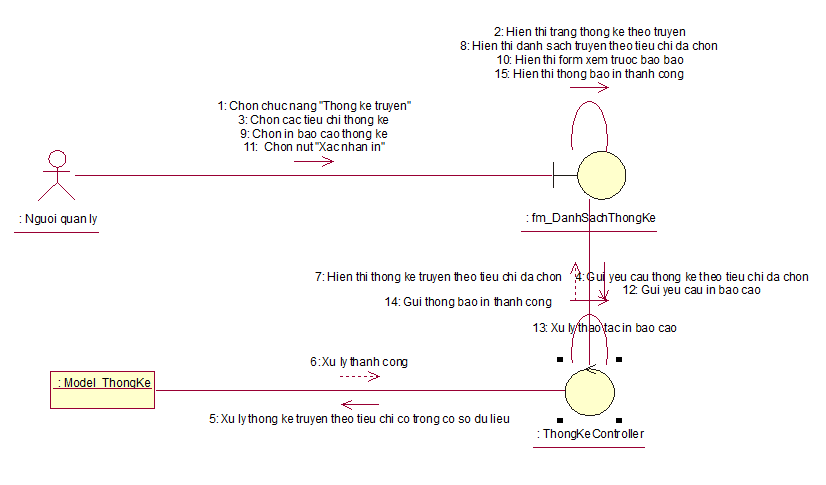 2: Hien thi trang thong ke theo truyen
8: Hien thi danh sach truyen theo tieu chi da chon
10: Hien thi form xem truoc bao bao
15: Hien thi thong bao in thanh cong
1: Chon chuc nang "Thong ke truyen"
3: Chon cac tieu chi thong ke
9: Chon in bao cao thong ke
11: Chon nut "Xac nhan in"
: Nguoi quan ly
: fm_DanhSachThongKe
7: Hien thi thong ke truyen theo tieu chi da chon
4: Gui yeu cau thong ke theo tieu chi da chon
12: Gui yeu cau in bao cao
14: Gui thong bao in thanh cong
13: Xu ly thao tac in bao cao
6: Xu ly thanh cong
: Model_ThongKe
5: Xu ly thong ke truyen theo tieu chi co trong co so du lieu
: ThongKeController